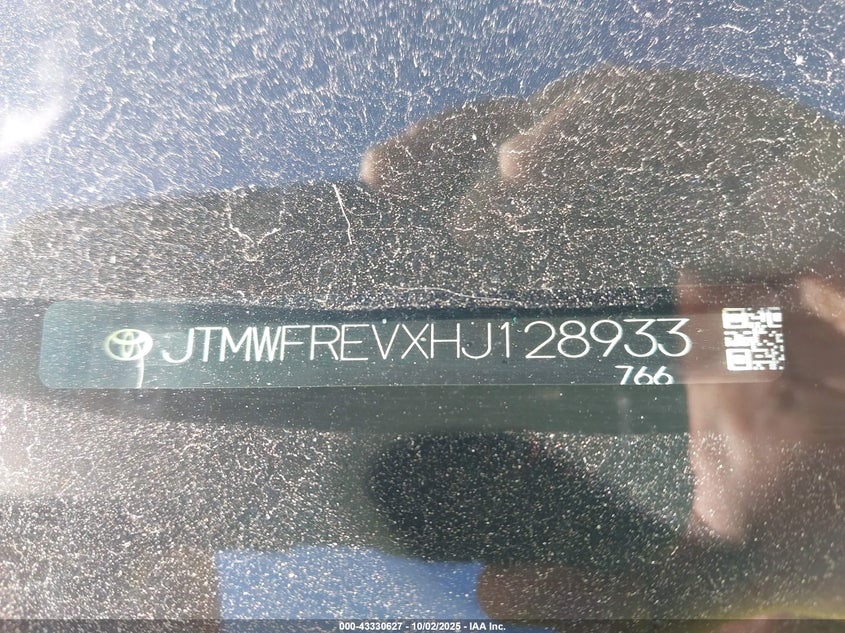 JTMWFREVXHJ128933
766
000-43330627 - 10/02/2025 - IAA Inc.